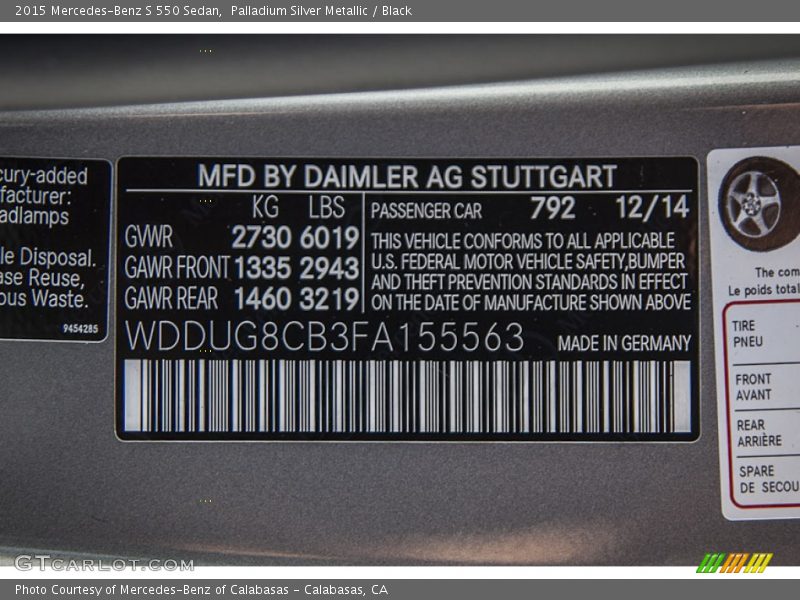 2015 Mercedes-Benz S 550 Sedan, Palladium Silver Metallic / Black
cury-added
facturer:
adlamps
le Disposal.
ase Reuse,
ous Waste.
9454285
MFD BY DAIMLER AG STUTTGART
KG LBS
GVWR 2730 6019
GAWR FRONT 1335 2943
GAWR REAR 1460 3219
PASSENGER CAR 792 12/14
THIS VEHICLE CONFORMS TO ALL APPLICABLE
U.S. FEDERAL MOTOR VEHICLE SAFETY,BUMPER
AND THEFT PREVENTION STANDARDS IN EFFECT
ON THE DATE OF MANUFACTURE SHOWN ABOVE
WDDUG8CB3FA155563 MADE IN GERMANY
The com
Le poids total
TIRE
PNEU
FRONT
AVANT
REAR
ARRIÈRE
SPARE
DE SECOU
GTCARLOT.COM
Photo Courtesy of Mercedes-Benz of Calabasas - Calabasas, CA